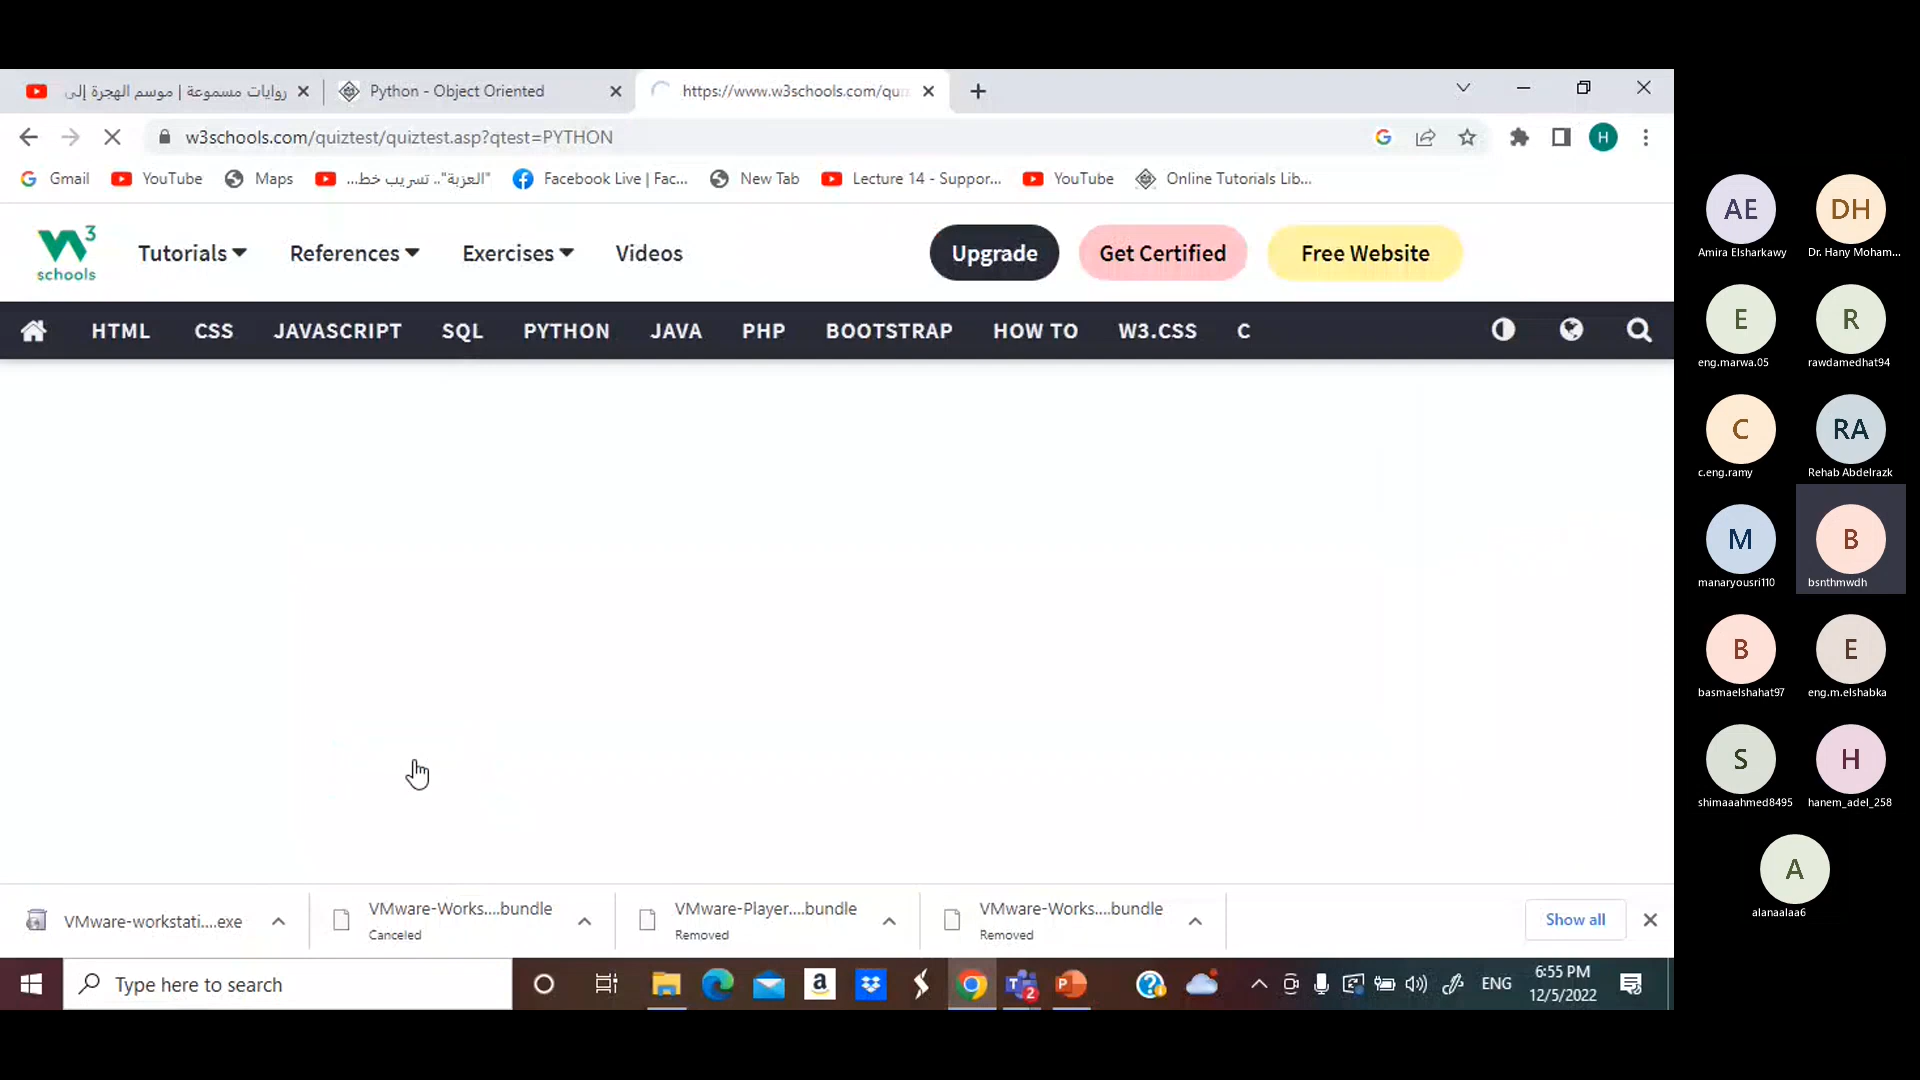 روايات مسموعة | موسم الهجرة إلى
Python - Object Oriented
https://www.w3schools.com/qu
w3schools.com/quiztest/quiztest.asp?qtest=PYTHON
G
H
Gmail
YouTube
Maps
"العزبة".. تسريب خط...
Facebook Live | Fac...
New Tab
Lecture 14 - Suppor...
YouTube
Online Tutorials Lib...
W3 schools
Tutorials
References
Exercises
Videos
Upgrade
Get Certified
Free Website
HTML
CSS
JAVASCRIPT
SQL
PYTHON
JAVA
PHP
BOOTSTRAP
HOW TO
W3.CSS
C
VMware-workstati....exe
VMware-Works....bundle
Canceled
VMware-Player....bundle
Removed
VMware-Works....bundle
Removed
Show all
Type here to search
ENG
6:55 PM
12/5/2022
AE
Amira Elsharkawy
DH
Dr. Hany Moham...
E
eng.marwa.05
R
rawdamedhat94
C
c.eng.ramy
RA
Rehab Abdelrazk
M
manaryousri110
B
bsnthmwdh
B
basmaelshahat97
E
eng.m.elshabka
S
shimaaahmed8495
H
hanem_adel_258
A
alanaalaa6